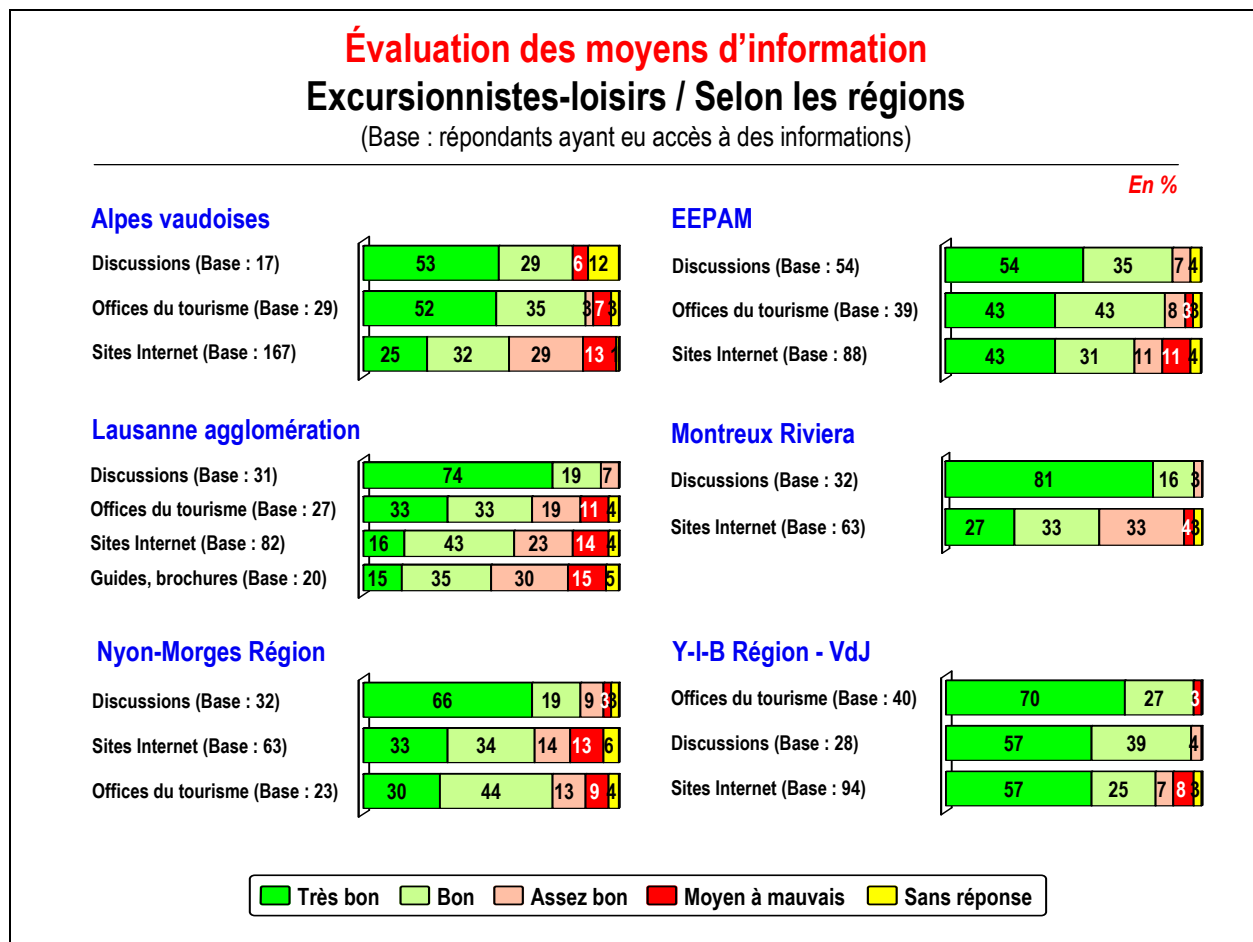 Évaluation des moyens d'information
Excursionnistes-loisirs / Selon les régions
(Base : répondants ayant eu accès à des informations)
En %
Alpes vaudoises
Discussions (Base : 17) 53 29 6 12
Offices du tourisme (Base : 29) 52 35 3 7 3
Sites Internet (Base : 167) 25 32 29 13 1
EEPAM
Discussions (Base : 54) 54 35 7 4
Offices du tourisme (Base : 39) 43 43 8 3 3
Sites Internet (Base : 88) 43 31 11 11 4
Lausanne agglomération
Discussions (Base : 31) 74 19 7
Offices du tourisme (Base : 27) 33 33 19 11 4
Sites Internet (Base : 82) 16 43 23 14 4
Guides, brochures (Base : 20) 15 35 30 15 5
Montreux Riviera
Discussions (Base : 32) 81 16 3
Sites Internet (Base : 63) 27 33 33 4 3
Nyon-Morges Région
Discussions (Base : 32) 66 19 9 3 3
Sites Internet (Base : 63) 33 34 14 13 6
Offices du tourisme (Base : 23) 30 44 13 9 4
Y-I-B Région - VdJ
Offices du tourisme (Base : 40) 70 27 3
Discussions (Base : 28) 57 39 4
Sites Internet (Base : 94) 57 25 7 8 3
Très bon Bon Assez bon Moyen à mauvais Sans réponse